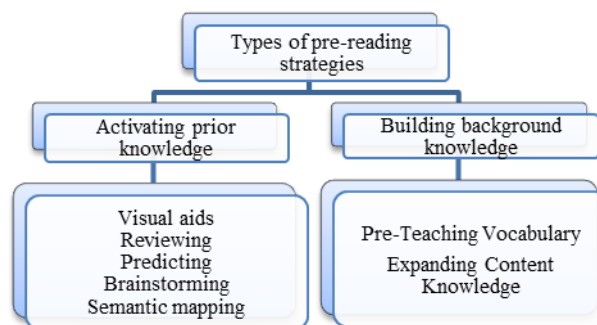 Types of pre-reading
strategies
Activating prior
knowledge
Building background
knowledge
Visual aids
Reviewing
Predicting
Brainstorming
Semantic mapping
Pre-Teaching Vocabulary
Expanding Content
Knowledge